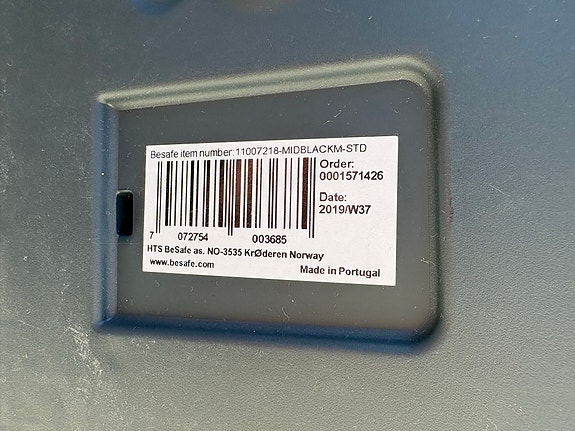 Besafe item number:11007218-MIDBLACKM-STD
Order:
0001571426
Date:
2019/W37
7 072754 003685
HTS BeSafe as. NO-3535 KrØderen Norway
www.besafe.com
Made in Portugal